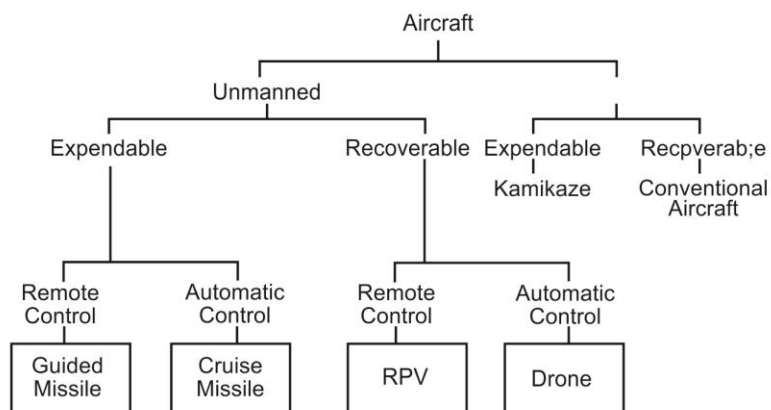 Aircraft
Unmanned
Expendable
Recoverable
Expendable
Recpverab;e
Kamikaze
Conventional
Aircraft
Remote
Control
Automatic
Control
Remote
Control
Automatic
Control
Guided
Missile
Cruise
Missile
RPV
Drone